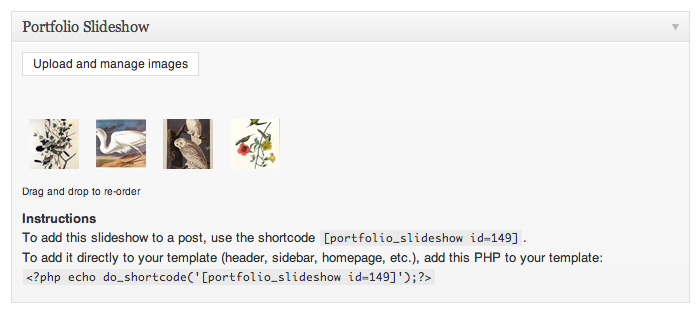 Portfolio Slideshow
Upload and manage images
Drag and drop to re-order
Instructions
To add this slideshow to a post, use the shortcode [portfolio_slideshow id=149].
To add it directly to your template (header, sidebar, homepage, etc.), add this PHP to your template:
<?php echo do_shortcode('[portfolio_slideshow id=149]');?>